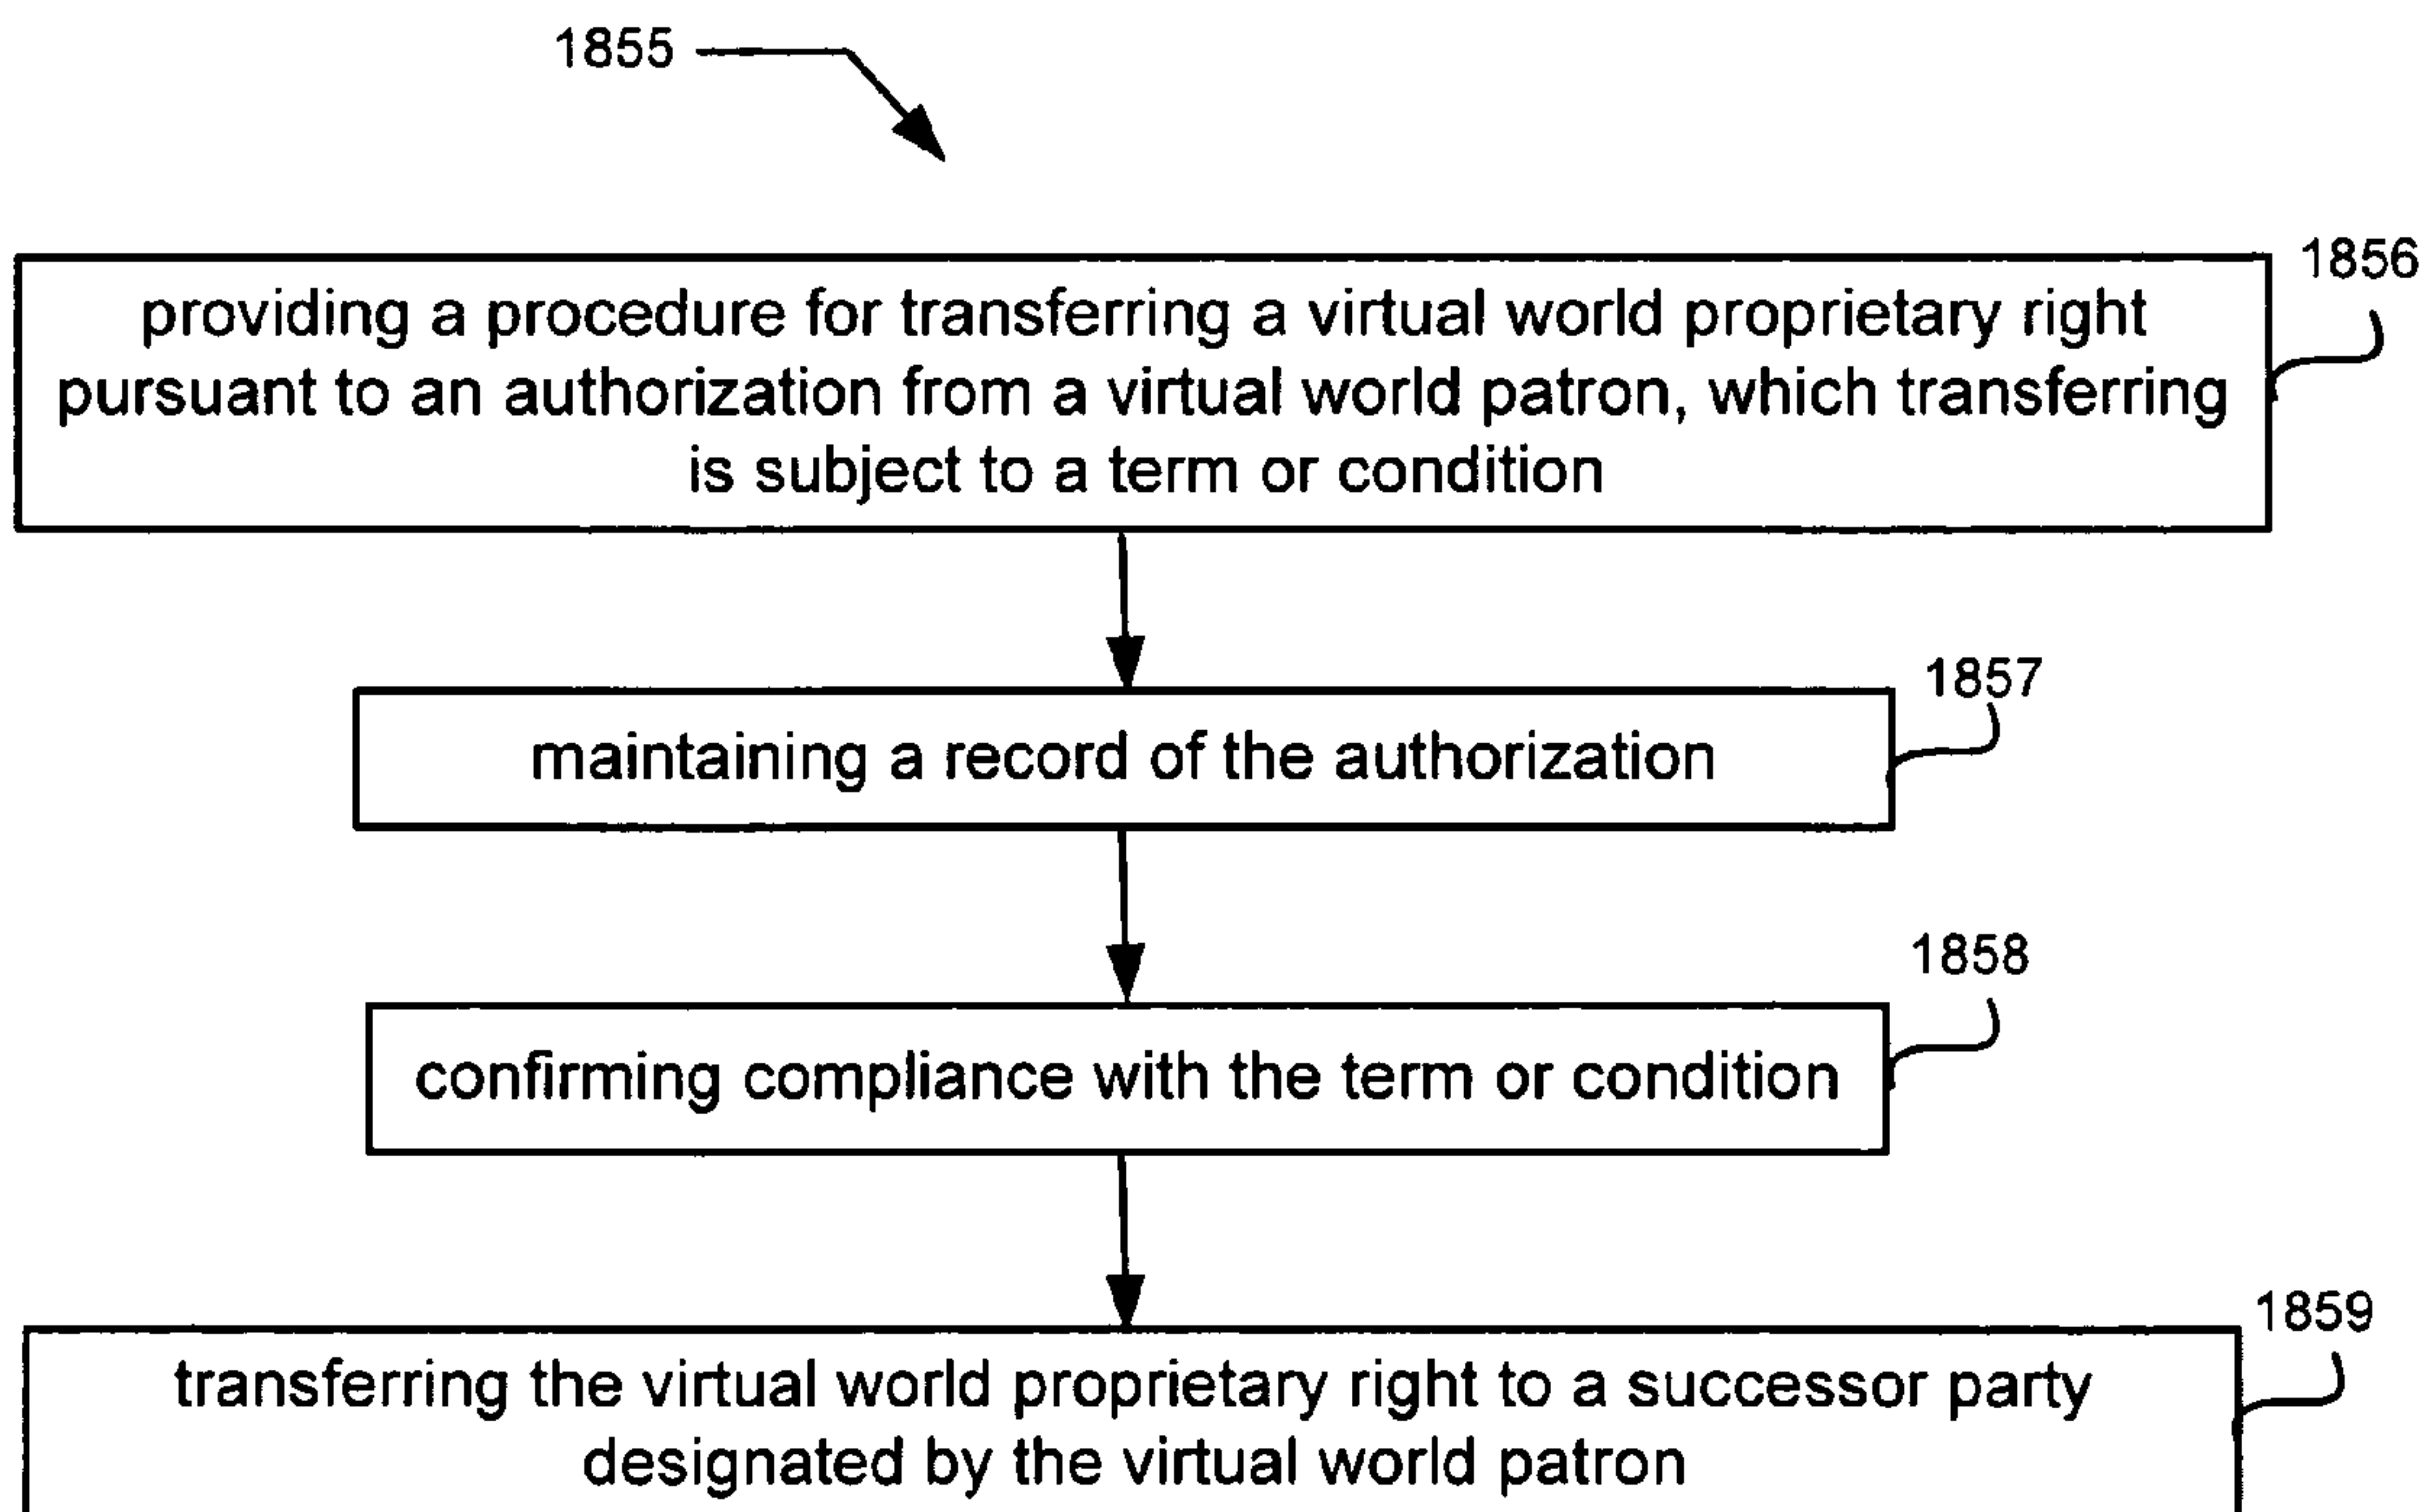 1855
1856
providing a procedure for transferring a virtual world proprietary right
pursuant to an authorization from a virtual world patron, which transferring
is subject to a term or condition
1857
maintaining a record of the authorization
1858
confirming compliance with the term or condition
1859
transferring the virtual world proprietary right to a successor party
designated by the virtual world patron